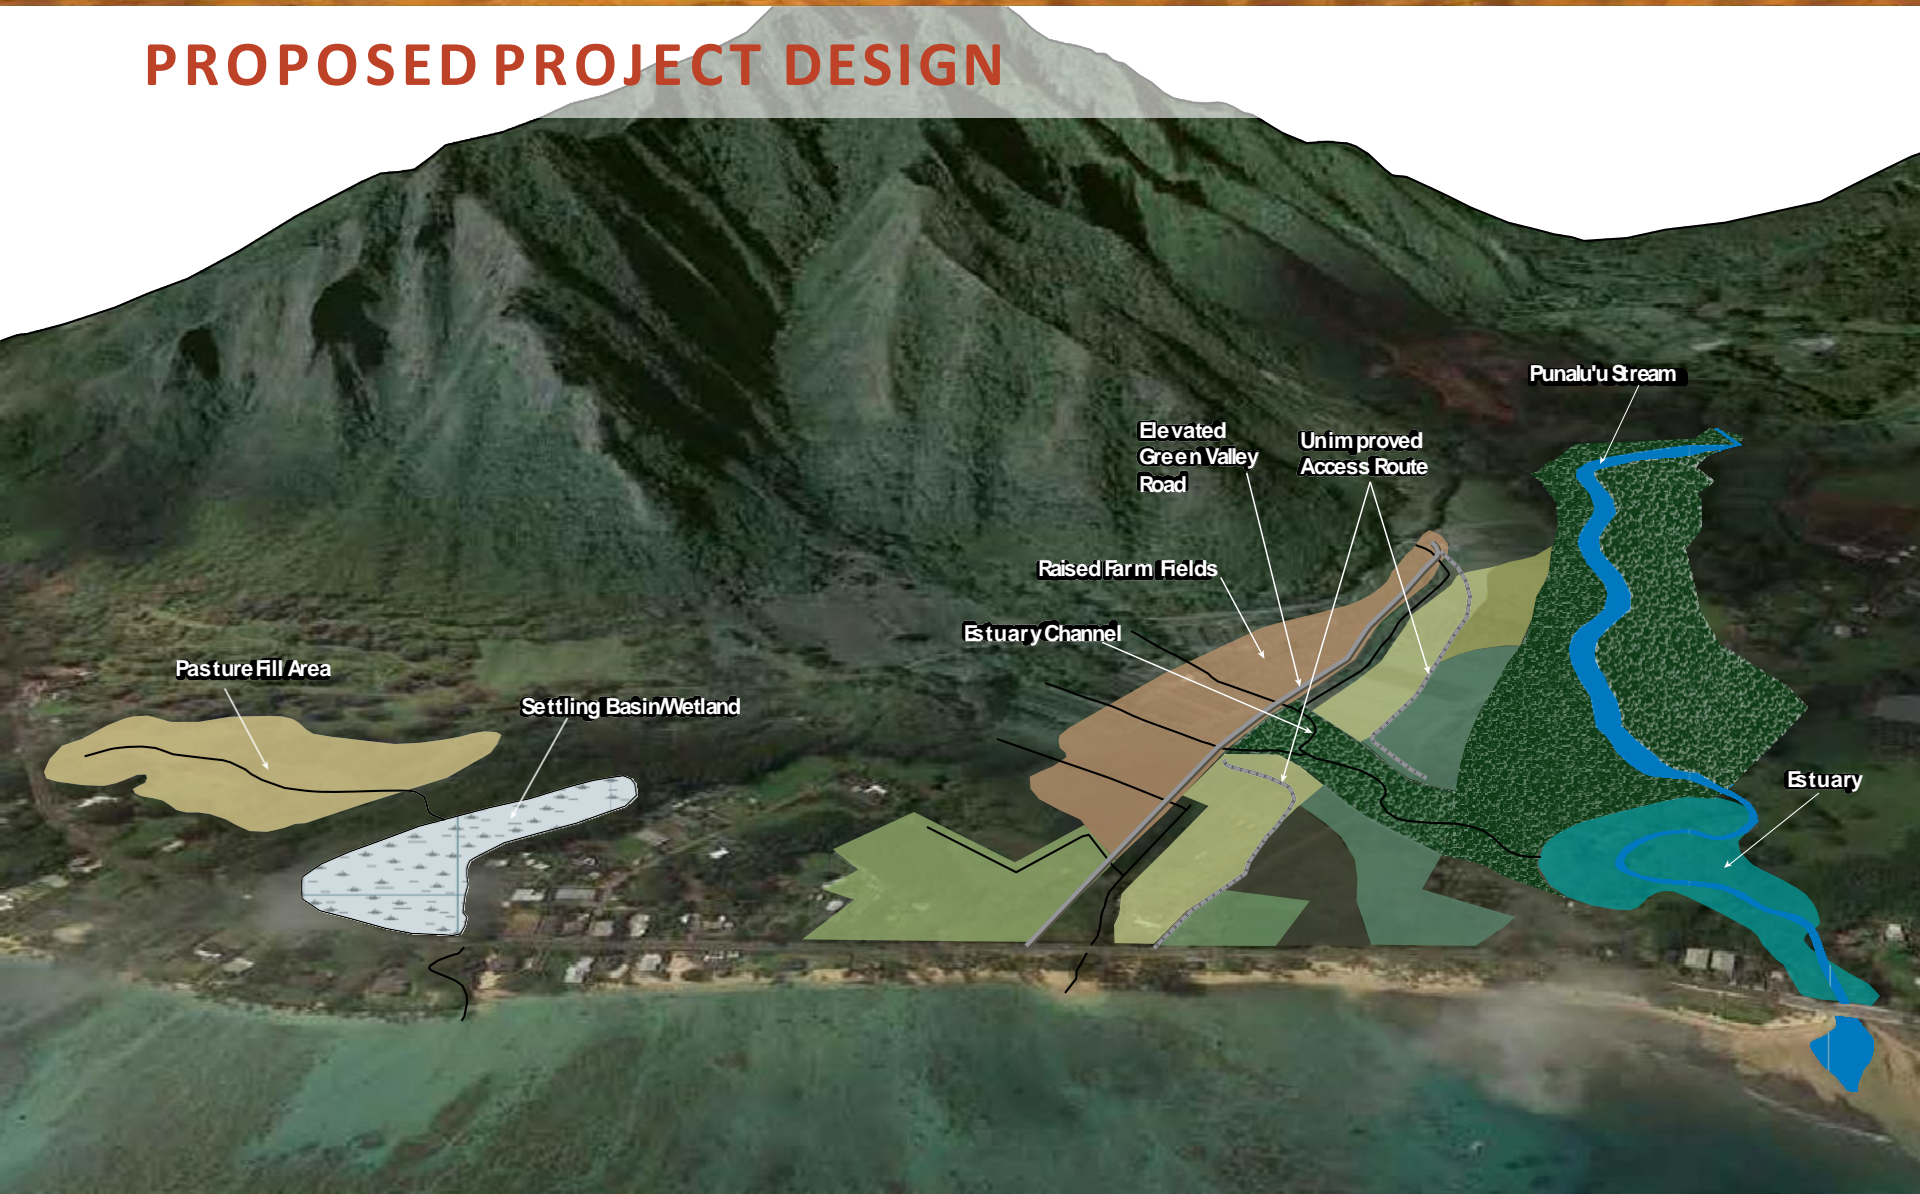 PROPOSED PROJECT DESIGN
Punalu'u Stream
Elevated
Green Valley
Road
Unimproved
Access Route
Raised Farm Fields
Estuary Channel
Pasture Fill Area
Settling Basin/Wetland
Estuary